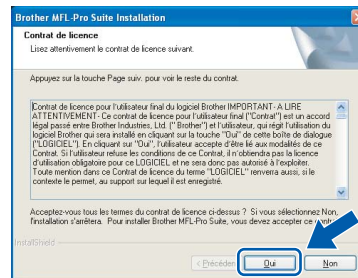 Brother MFL-Pro Suite Installation
Contrat de licence
Lisez attentivement le contrat de licence suivant.
Appuyez sur la touche Page suiv. pour voir le reste du contrat.
Contrat de licence pour l'utilisateur final du logiciel Brother IMPORTANT- A LIRE
ATTENTIVEMENT - Ce contrat de licence pour l'utilisateur final ("Contrat") est un accord
légal passé entre Brother Industries, Ltd. ("Brother") et l'utilisateur, qui régit l'utilisation du
logiciel Brother qui sera installé en cliquant sur la touche "Oui" de cette boîte de dialogue
("LOGICIEL"). En cliquant sur "Oui", l'utilisateur accepte d'être lié aux modalités de ce
Contrat. Si l'utilisateur refuse les conditions de ce Contrat, il n'obtiendra pas la licence
d'utilisation obligatoire pour ce LOGICIEL et ne sera donc pas autorisé à l'exploiter.
Toute mention dans ce Contrat de licence du terme "LOGICIEL" renverra aussi, si le
contexte le permet, au support sur lequel il est enregistré.
Acceptez-vous tous les termes du contrat de licence ci-dessus ? Si vous sélectionnez Non,
l'installation s'arrêtera. Pour installer Brother MFL-Pro Suite, vous devez accepter ce
InstallShield
< Précédent Oui Non